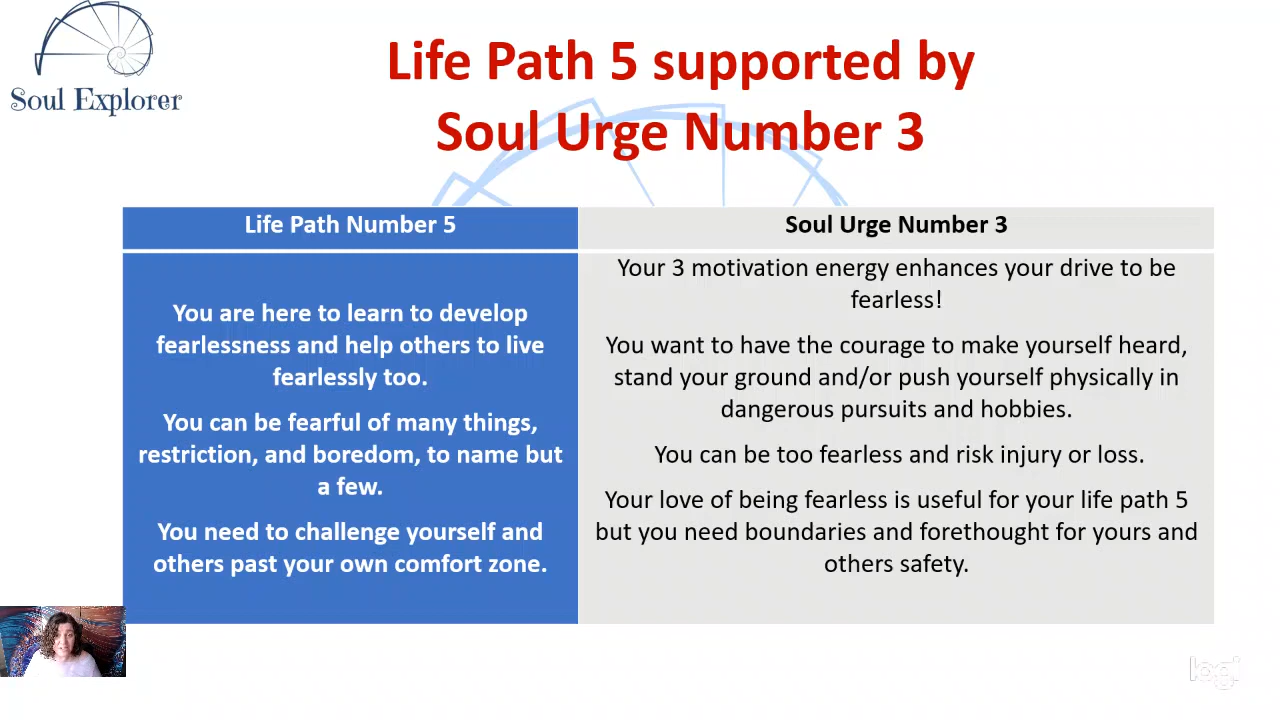 Soul Explorer
Life Path 5 supported by
Soul Urge Number 3
Life Path Number 5
Soul Urge Number 3
You are here to learn to develop
fearlessness and help others to live
fearlessly too.
You can be fearful of many things,
restriction, and boredom, to name but
a few.
You need to challenge yourself and
others past your own comfort zone.
Your 3 motivation energy enhances your drive to be
fearless!
You want to have the courage to make yourself heard,
stand your ground and/or push yourself physically in
dangerous pursuits and hobbies.
You can be too fearless and risk injury or loss.
Your love of being fearless is useful for your life path 5
but you need boundaries and forethought for yours and
others safety.
logi